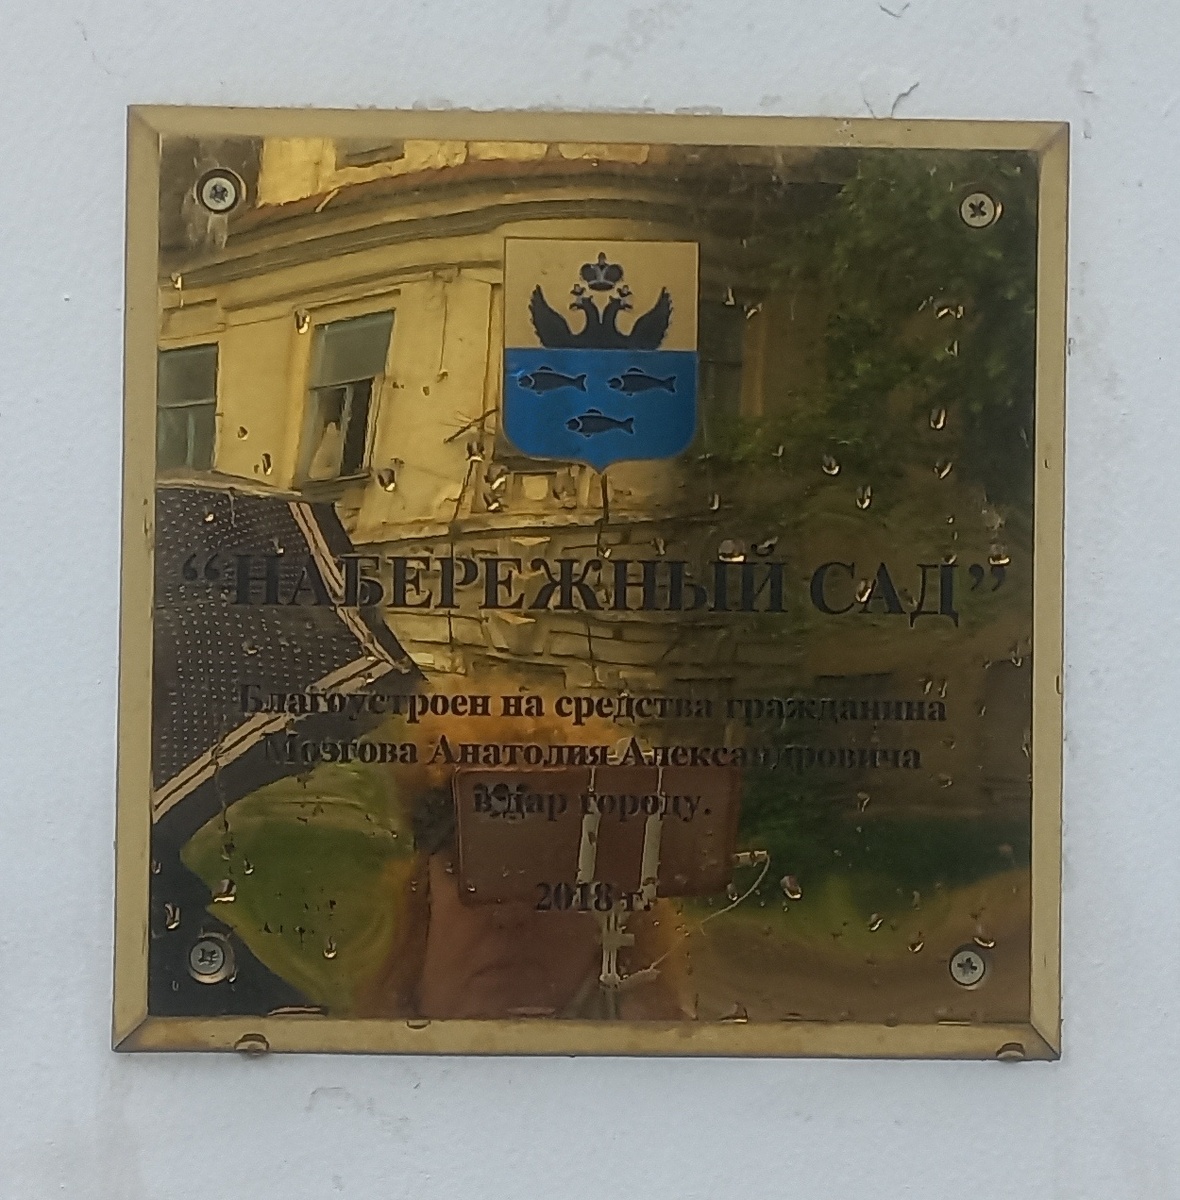 “НАБЕРЕЖНЫЙ САД”
Благоустроен на средства гражданина
Мозгова Анатолия Александровича
в дар городу.
2018 г.